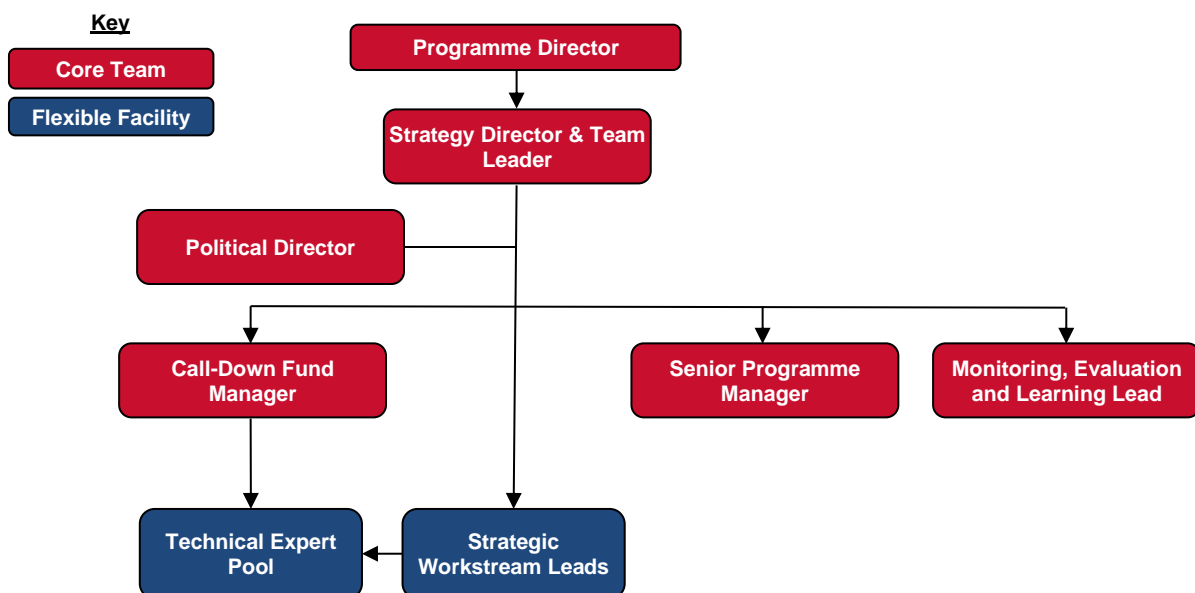 Key
Core Team
Flexible Facility
Programme Director
Strategy Director & Team
Leader
Political Director
Call-Down Fund
Manager
Senior Programme
Manager
Monitoring, Evaluation
and Learning Lead
Technical Expert
Pool
Strategic
Workstream Leads